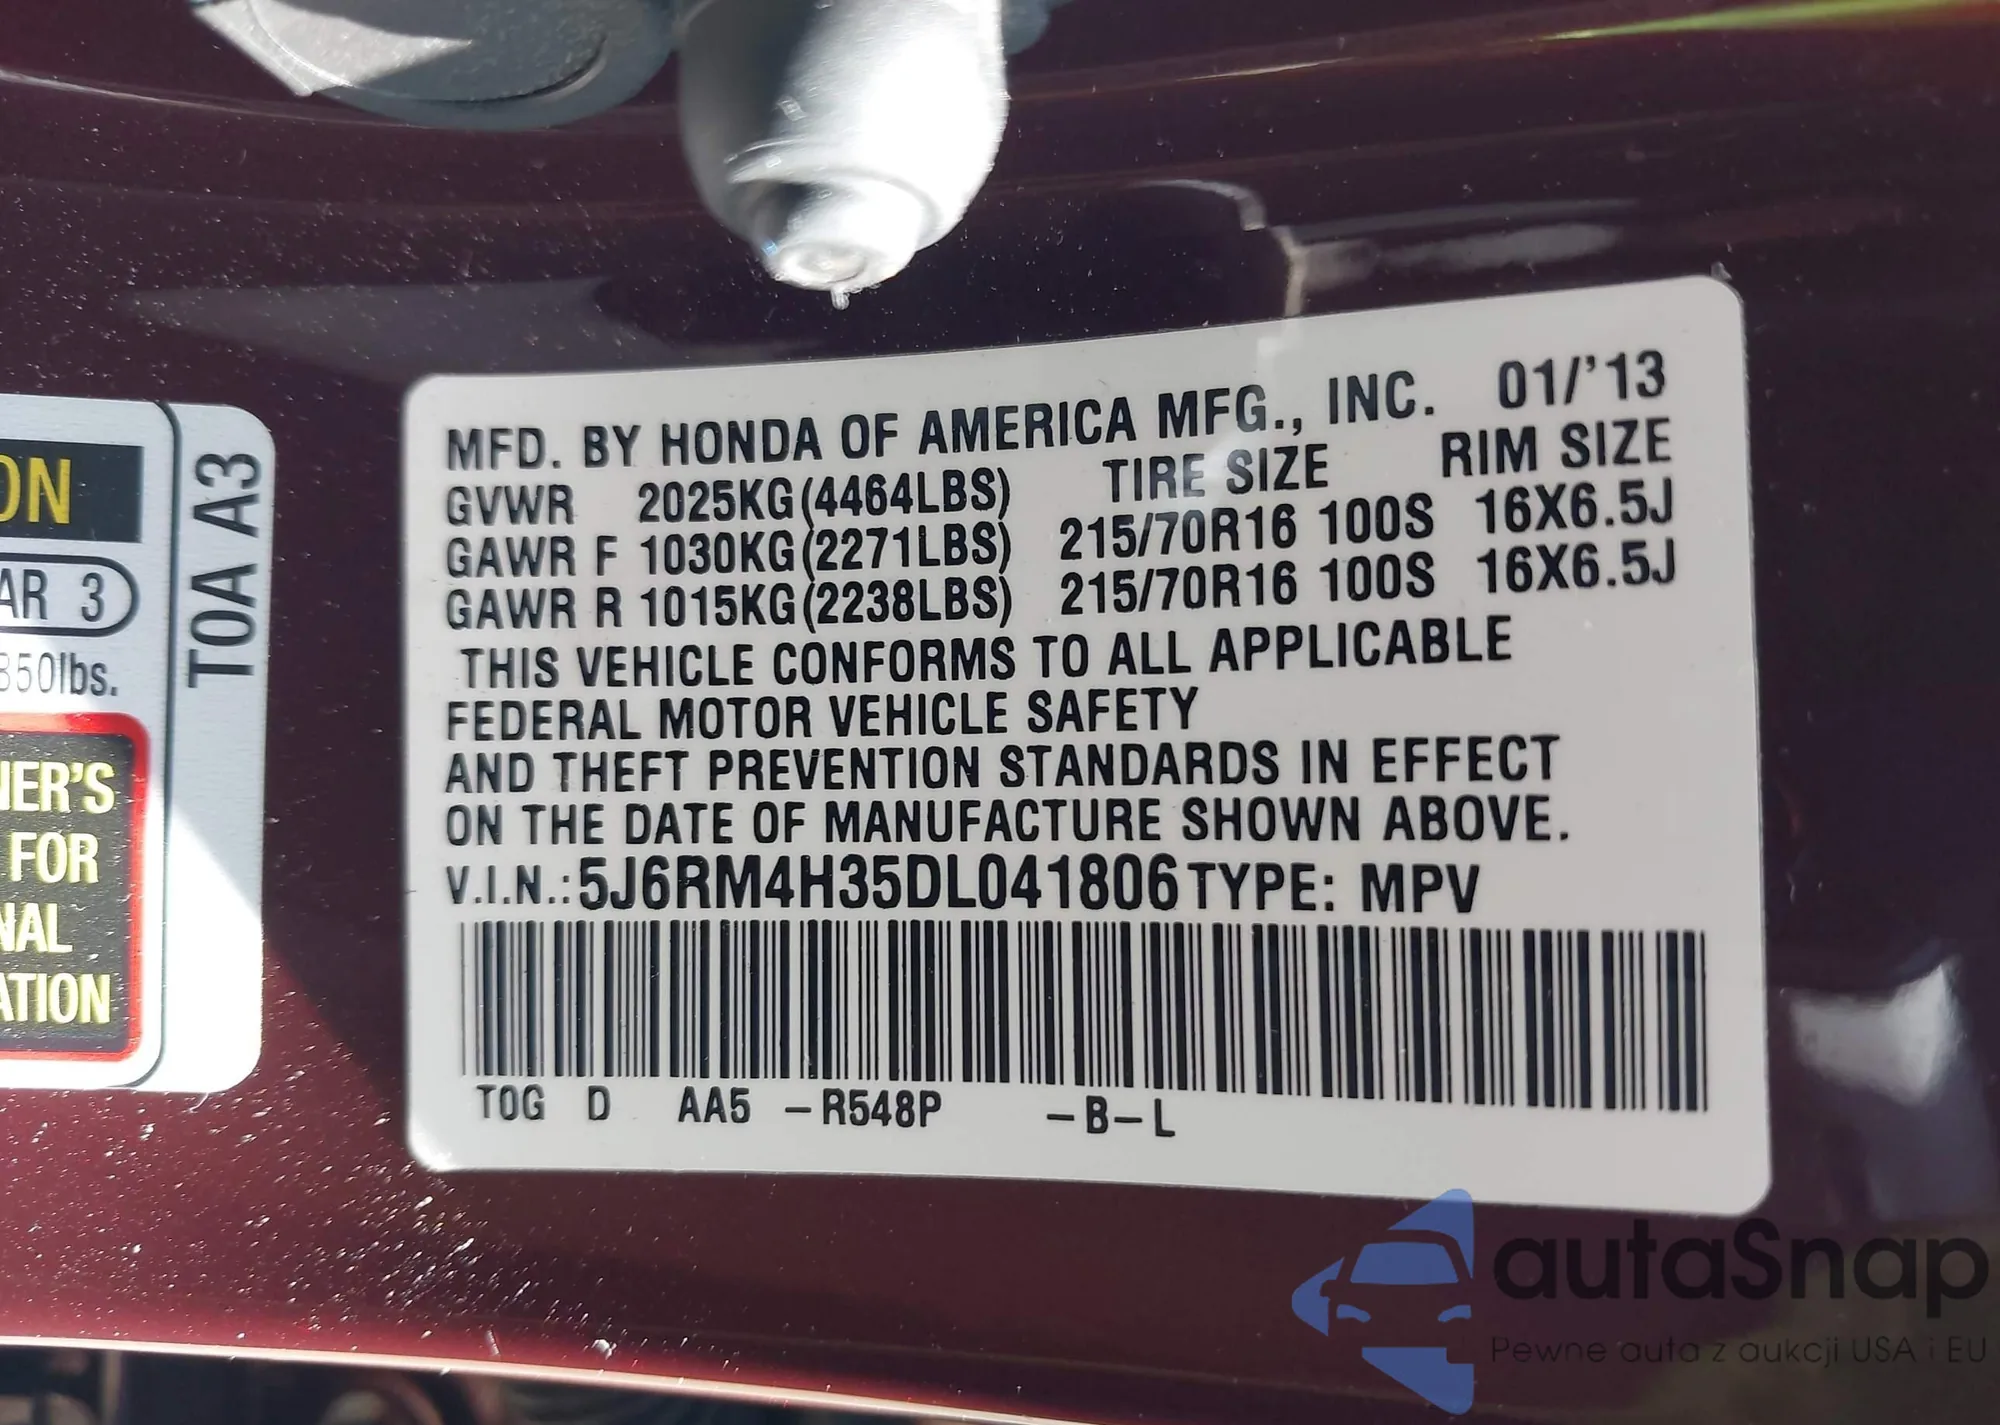 ON
AR 3
850lbs.
NER'S
FOR
NAL
ATION
T0A A3
MFD. BY HONDA OF AMERICA MFG., INC. 01/'13
GVWR 2025KG(4464LBS) TIRE SIZE RIM SIZE
GAWR F 1030KG(2271LBS) 215/70R16 100S 16X6.5J
GAWR R 1015KG(2238LBS) 215/70R16 100S 16X6.5J
THIS VEHICLE CONFORMS TO ALL APPLICABLE
FEDERAL MOTOR VEHICLE SAFETY
AND THEFT PREVENTION STANDARDS IN EFFECT
ON THE DATE OF MANUFACTURE SHOWN ABOVE.
V.I.N.:5J6RM4H35DL041806 TYPE: MPV
T0G D AA5 -R548P -B-L
autaSnap
Pewne auta z aukcji USA i EU